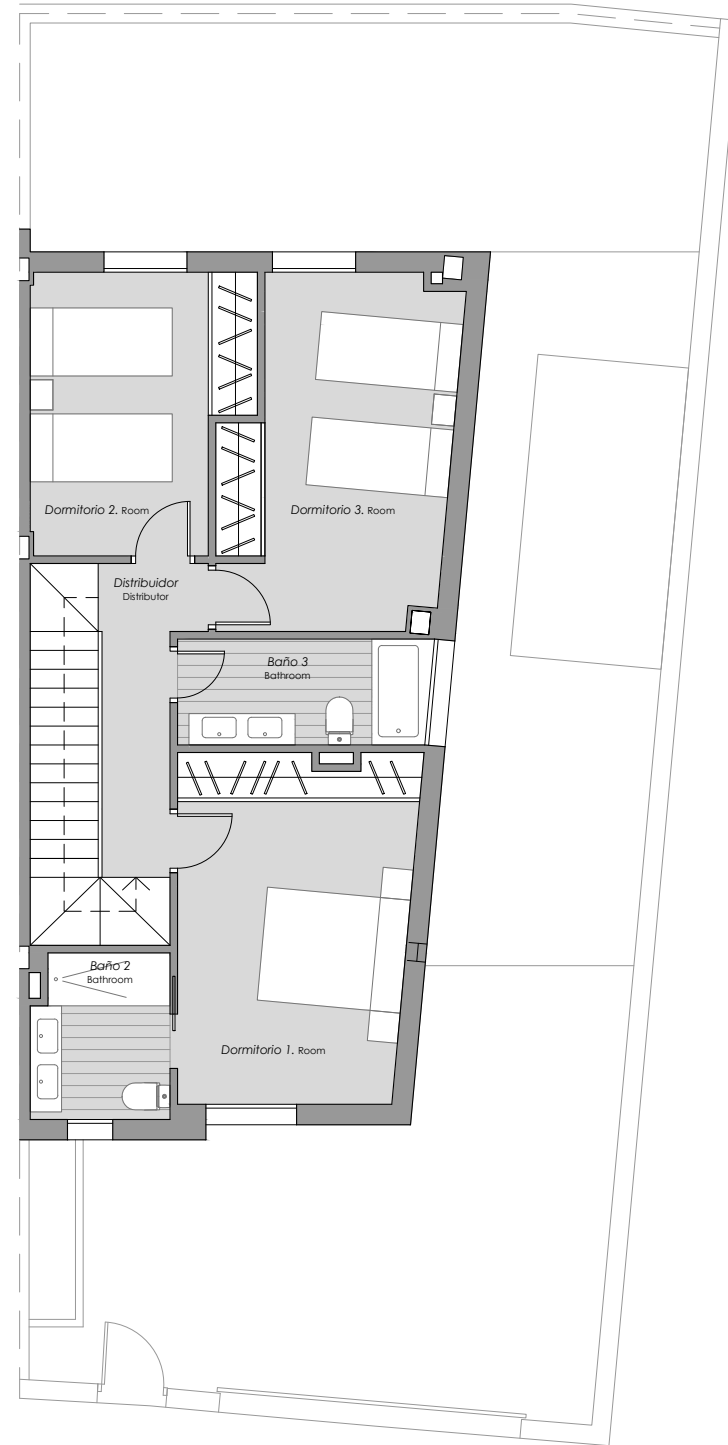 Dormitorio 2. Room
Dormitorio 3. Room
Distribuidor
Distributor
Baño 3
Bathroom
Baño 2
Bathroom
Dormitorio 1. Room